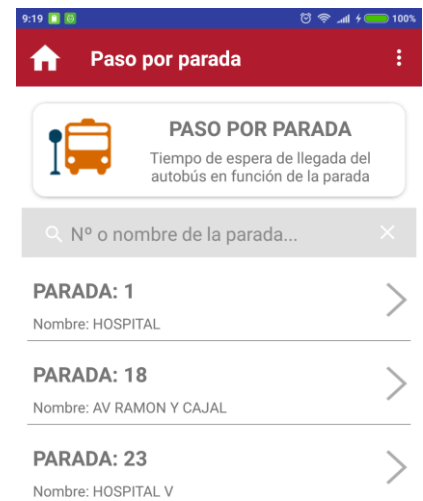 9:19 100%
Paso por parada
PASO POR PARADA
Tiempo de espera de llegada del
autobús en función de la parada
Nº o nombre de la parada...
PARADA: 1
Nombre: HOSPITAL
PARADA: 18
Nombre: AV RAMON Y CAJAL
PARADA: 23
Nombre: HOSPITAL V